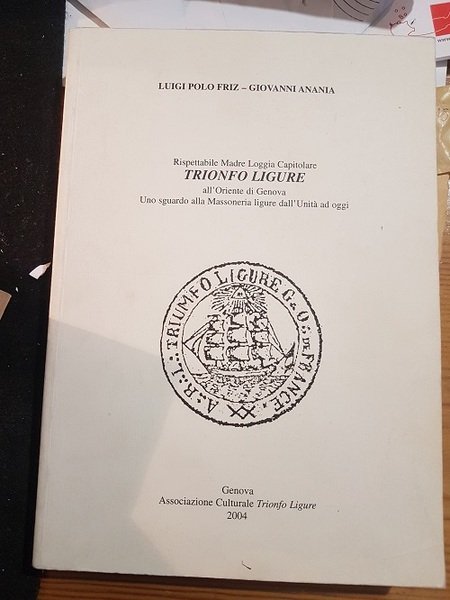 LUIGI POLO FRIZ – GIOVANNI ANANIA
Rispettabile Madre Loggia Capitolare
TRIONFO LIGURE
all'Oriente di Genova
Uno sguardo alla Massoneria ligure dall'Unità ad oggi
A∴R∴L∴TRIUMFO LIGURE G∴O∴DE FRANCE∴
Genova
Associazione Culturale Trionfo Ligure
2004